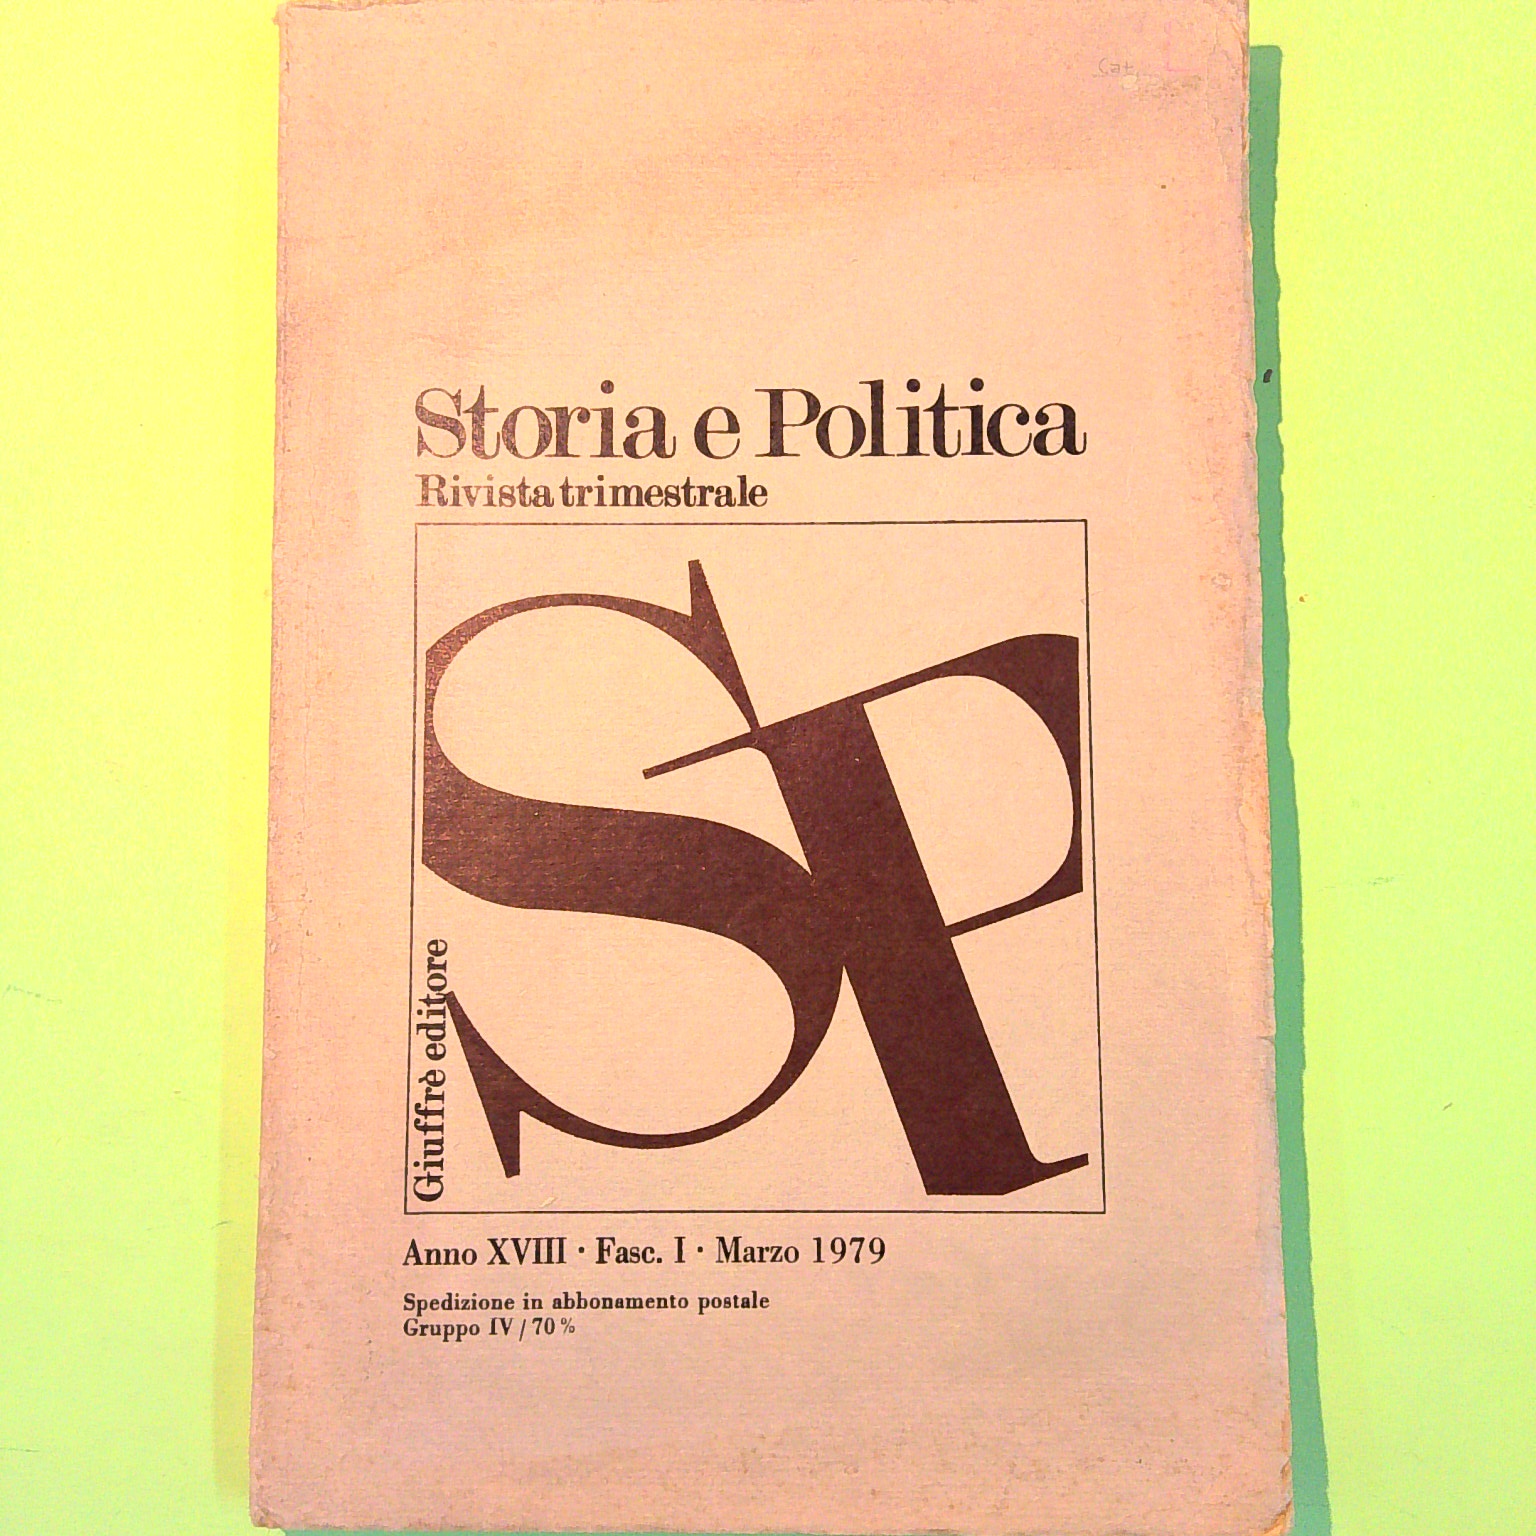 Cat
Storia e Politica
Rivista trimestrale
SP
Giuffrè editore
Anno XVIII · Fasc. I · Marzo 1979
Spedizione in abbonamento postale
Gruppo IV / 70 %